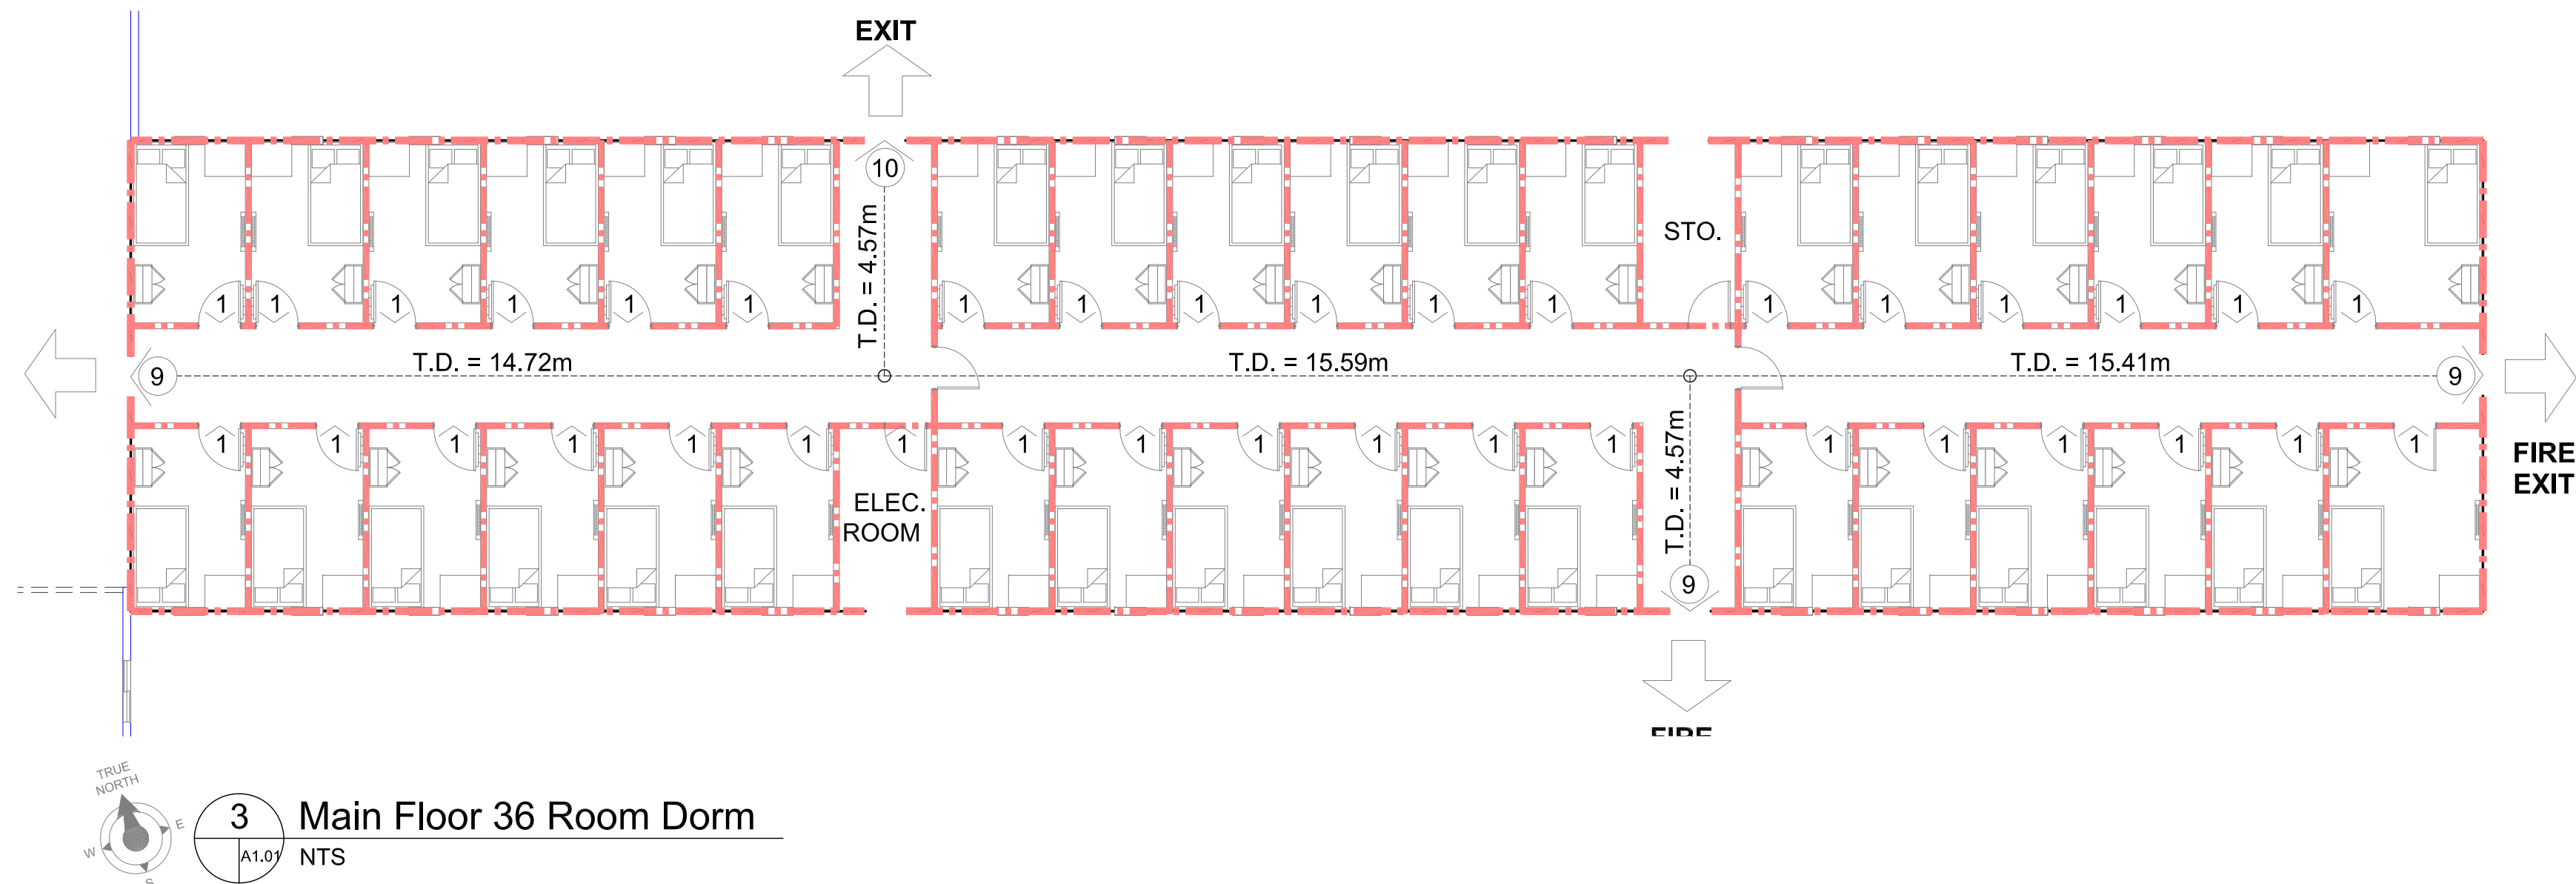 EXIT
10
T.D. = 4.57m
STO.
1 1 1 1 1 1 1 1 1 1 1 1 1 1 1 1 1 1
9 T.D. = 14.72m T.D. = 15.59m T.D. = 15.41m 9
1 1 1 1 1 1 1 1 1 1 1 1 1 1 1 1 1 1 1
FIRE
EXIT
ELEC.
ROOM
T.D. = 4.57m
9
FIRE
TRUE
NORTH
E
W
S
3
A1.01
Main Floor 36 Room Dorm
NTS